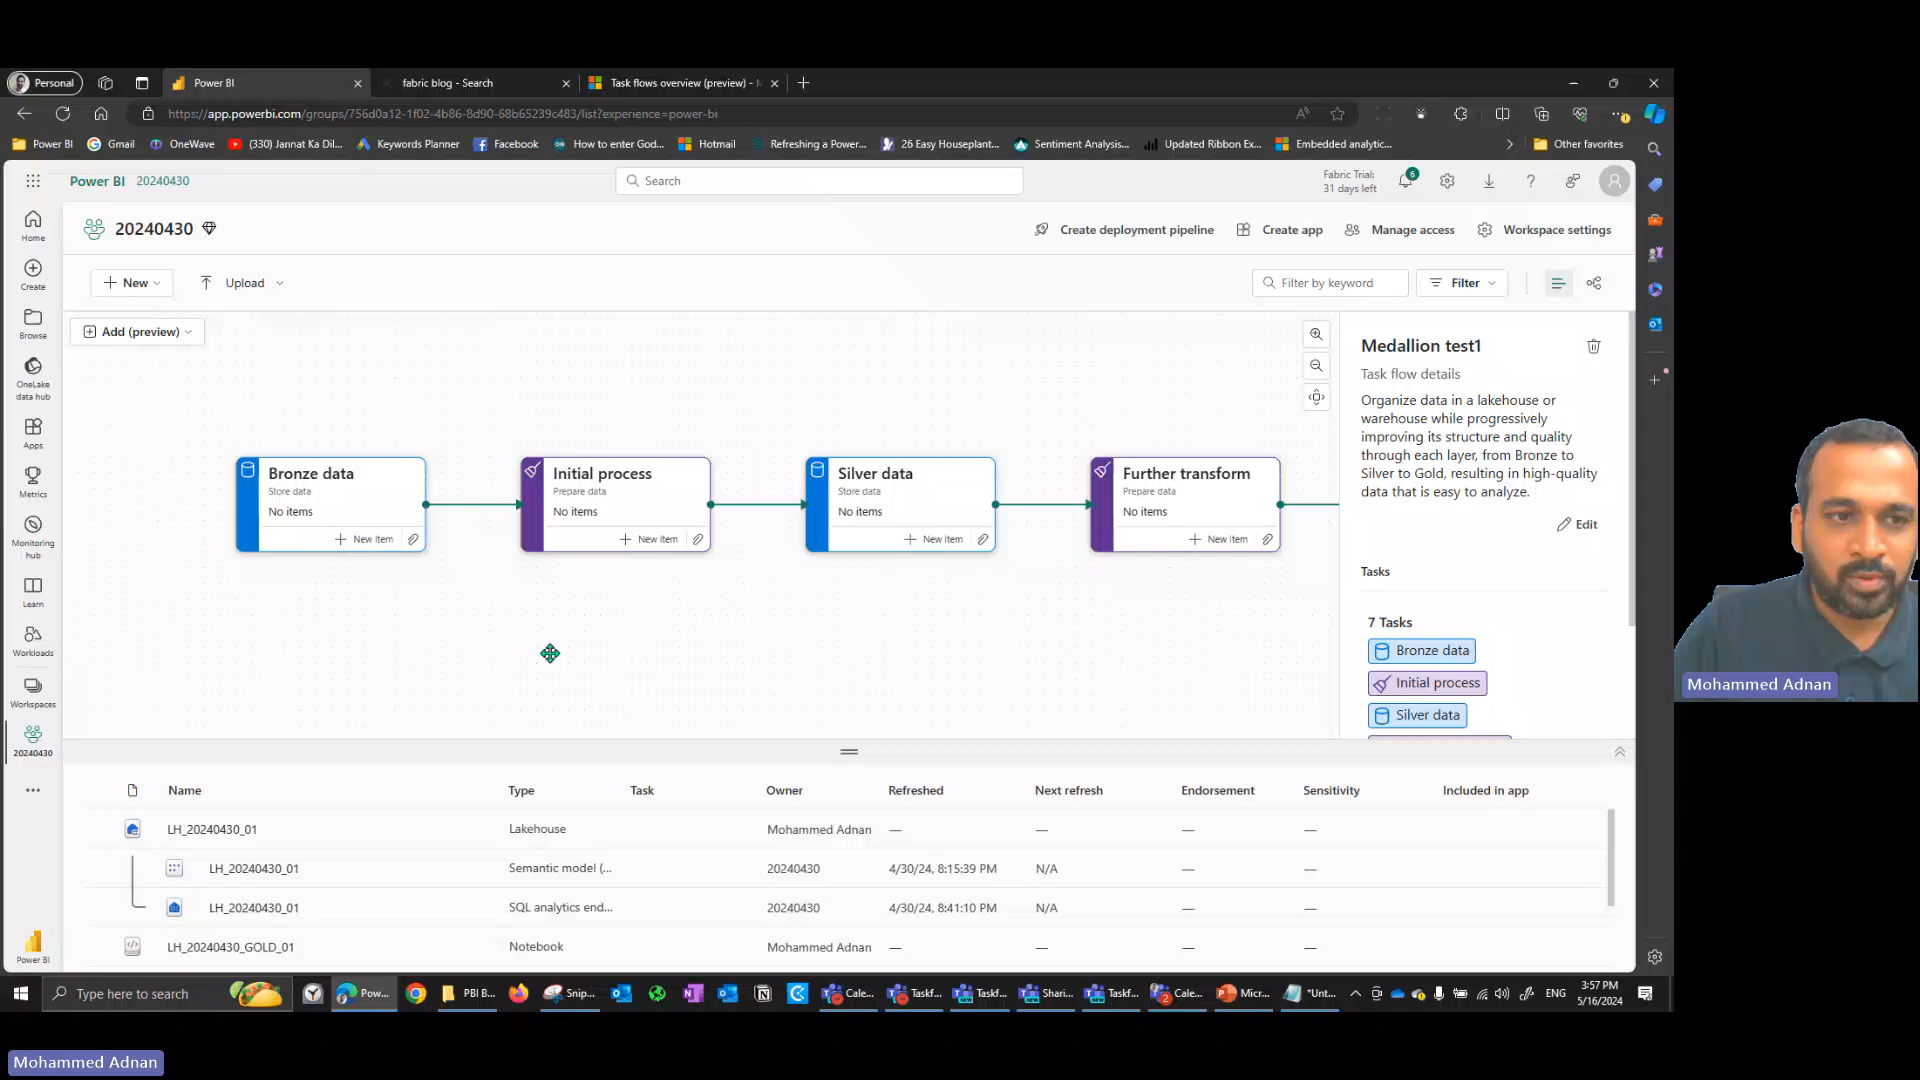 Personal
Power BI
fabric blog - Search
Task flows overview (preview) -
https://app.powerbi.com/groups/756d0a12-1f02-4b86-8d90-68b65239c483/list?experience=power-bi
Power BI
Gmail
OneWave
(330) Jannat Ka Dil...
Keywords Planner
Facebook
How to enter God...
Hotmail
Refreshing a Power...
26 Easy Houseplant...
Sentiment Analysis...
Updated Ribbon Ex...
Embedded analytic...
Other favorites
Power BI 20240430
Search
Fabric Trial:
31 days left
6
Home
Create
Browse
OneLake
data hub
Apps
Metrics
Monitoring
hub
Learn
Workloads
Workspaces
20240430
Power BI
20240430
Create deployment pipeline
Create app
Manage access
Workspace settings
New
Upload
Filter by keyword
Filter
Add (preview)
Bronze data
Store data
No items
New item
Initial process
Prepare data
No items
New item
Silver data
Store data
No items
New item
Further transform
Prepare data
No items
New item
Medallion test1
Task flow details
Organize data in a lakehouse or
warehouse while progressively
improving its structure and quality
through each layer, from Bronze to
Silver to Gold, resulting in high-quality
data that is easy to analyze.
Edit
Tasks
7 Tasks
Bronze data
Initial process
Silver data
Name Type Task Owner Refreshed Next refresh Endorsement Sensitivity Included in app
LH_20240430_01 Lakehouse Mohammed Adnan — — — —
LH_20240430_01 Semantic model (... 20240430 4/30/24, 8:15:39 PM N/A — —
LH_20240430_01 SQL analytics end... 20240430 4/30/24, 8:41:10 PM N/A — —
LH_20240430_GOLD_01 Notebook Mohammed Adnan — — — —
Type here to search
Pow...
PBI B...
Snip...
Cale...
Taskf...
Taskf...
Shari...
Taskf...
2
Cale...
Micr...
*Unt...
ENG
3:57 PM
5/16/2024
Mohammed Adnan
Mohammed Adnan